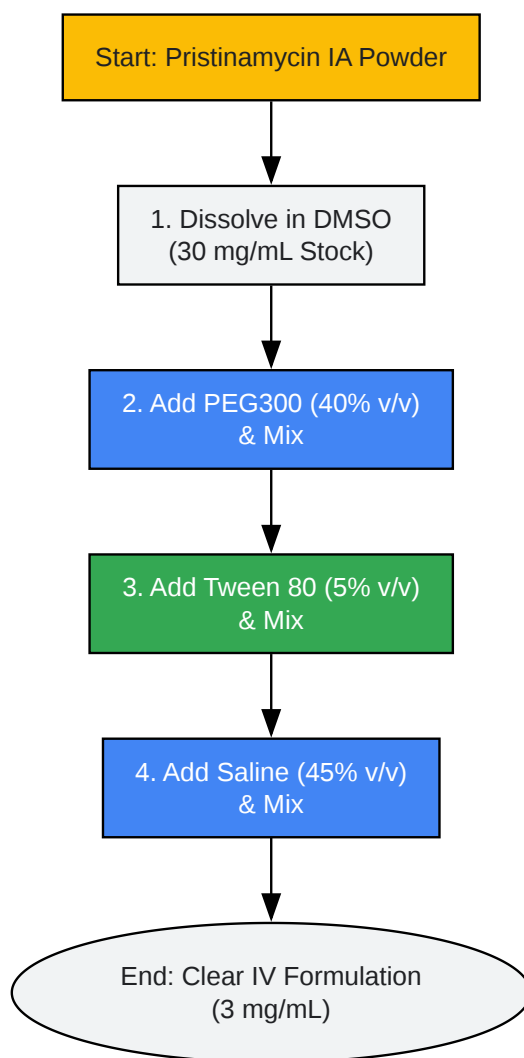 Start: Pristinamycin IA Powder
1. Dissolve in DMSO
(30 mg/mL Stock)
2. Add PEG300 (40% v/v)
& Mix
3. Add Tween 80 (5% v/v)
& Mix
4. Add Saline (45% v/v)
& Mix
End: Clear IV Formulation
(3 mg/mL)